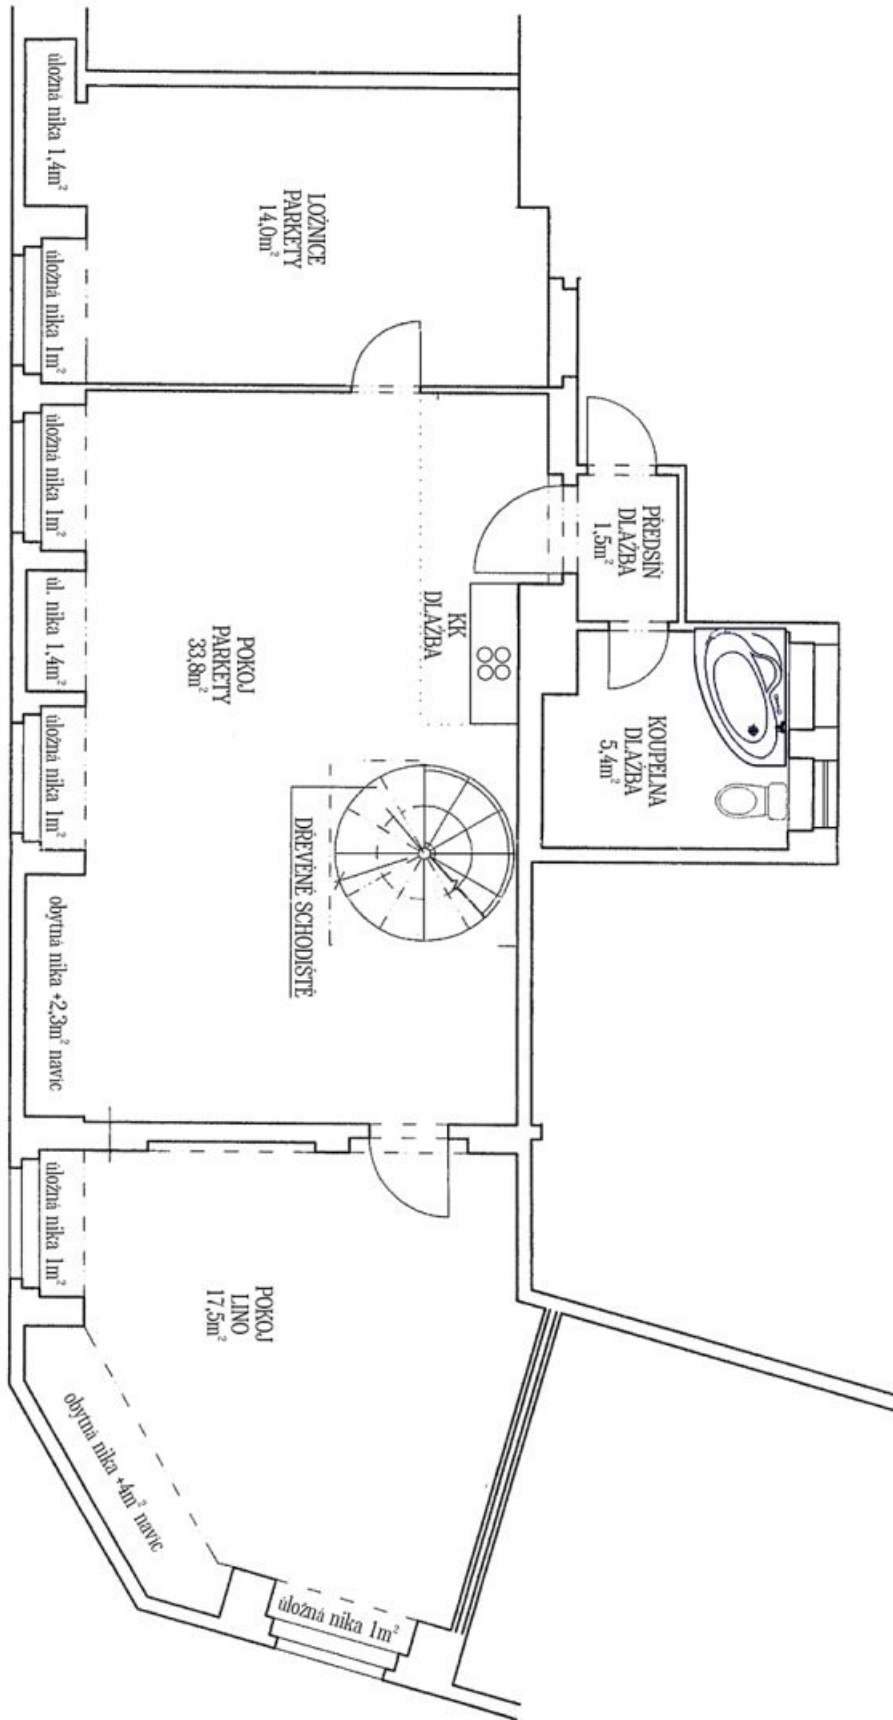 úložná nika 1,4m²
LOŽNICE
PARKETY
14,0m²
úložná nika 1m²
úložná nika 1m²
PŘEDSÍŇ
DLAŽBA
1,5m²
úl. nika 1,4m²
KK
DLAŽBA
POKOJ
PARKETY
33,8m²
KOUPELNA
DLAŽBA
5,4m²
úložná nika 1m²
DŘEVĚNÉ SCHODIŠTĚ
obytná nika +2,3m² navíc
úložná nika 1m²
POKOJ
LINO
17,5m²
obytná nika +4m² navíc
úložná nika 1m²